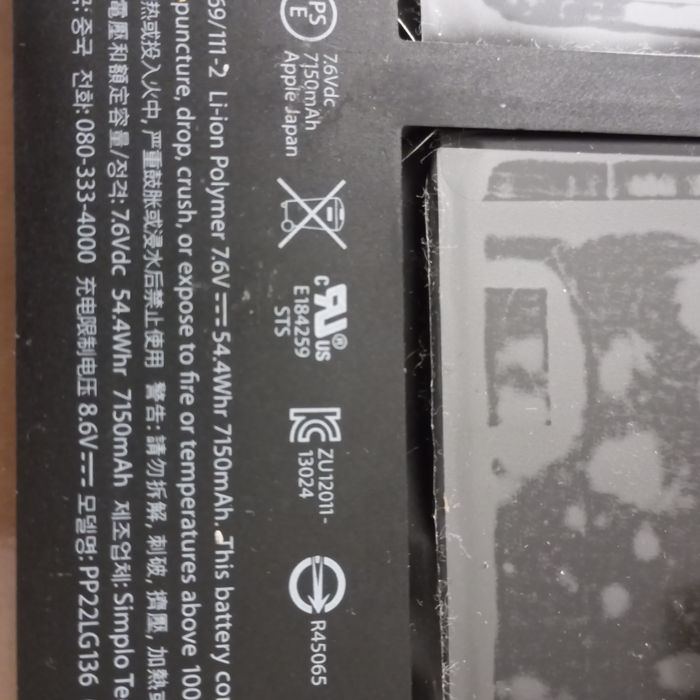 PS
E
7.6Vdc
7150mAh
Apple Japan
c
US
®
E184259
STS
ZU12011-
13024
R45065
69/111-2 Li-ion Polymer 7.6V⎓54.4Whr 7150mAh. This battery co
puncture, drop, crush, or expose to fire or temperatures above 100
热或投入火中, 严重鼓胀或浸水后禁止使用 警告: 請勿拆解, 刺破, 擠壓, 加熱
電壓和額定容量/정격: 7.6Vdc 54.4Whr 7150mAh 제조업체: Simplo Te
중국 전화: 080-333-4000 充电限制电压 8.6V⎓ 모델명: PP22LG136